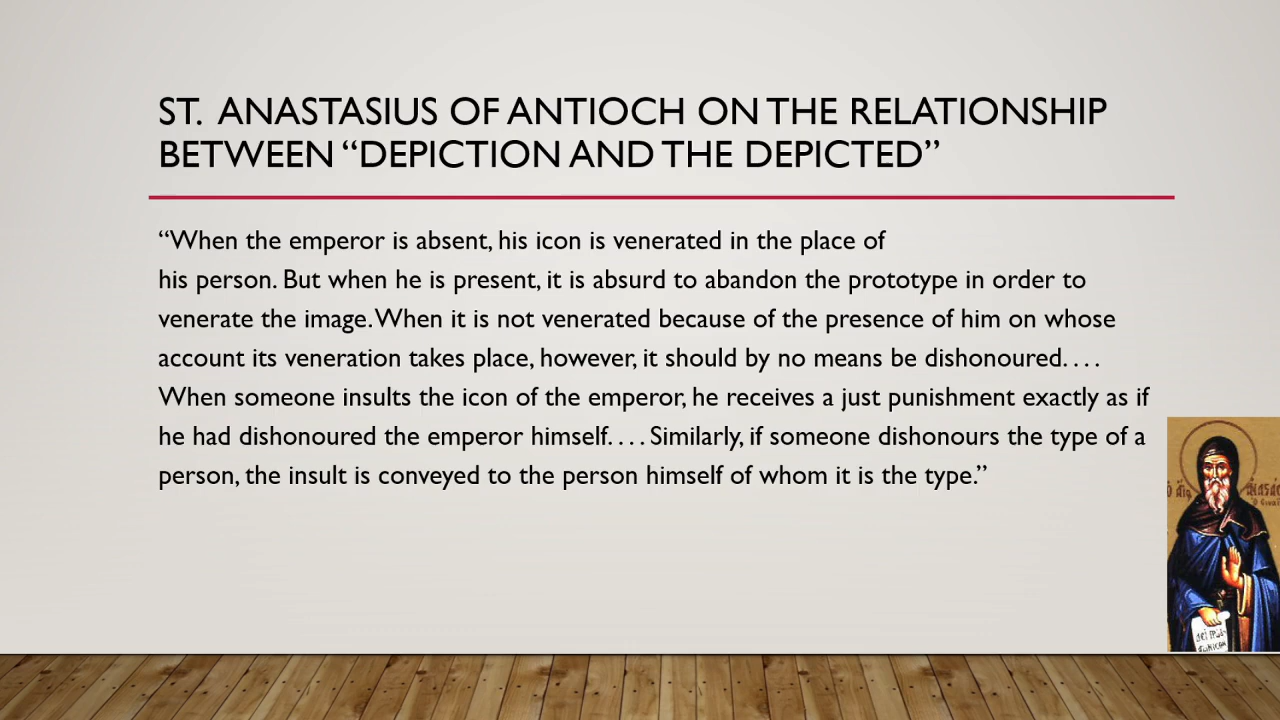 ST. ANASTASIUS OF ANTIOCH ON THE RELATIONSHIP
BETWEEN “DEPICTION AND THE DEPICTED”
“When the emperor is absent, his icon is venerated in the place of
his person. But when he is present, it is absurd to abandon the prototype in order to
venerate the image. When it is not venerated because of the presence of him on whose
account its veneration takes place, however, it should by no means be dishonoured. . . .
When someone insults the icon of the emperor, he receives a just punishment exactly as if
he had dishonoured the emperor himself. . . . Similarly, if someone dishonours the type of a
person, the insult is conveyed to the person himself of whom it is the type.”